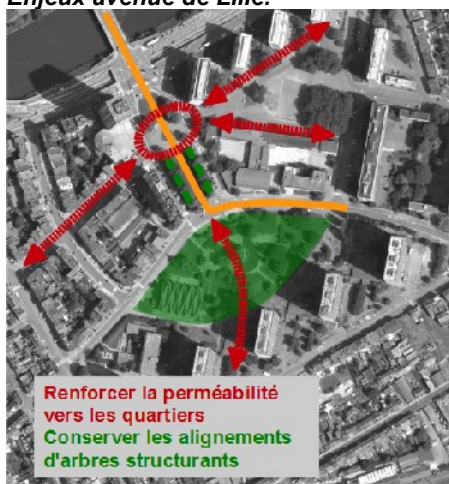 Enjeux avenue de Lille.
Renforcer la perméabilité
vers les quartiers
Conserver les alignements
d'arbres structurants